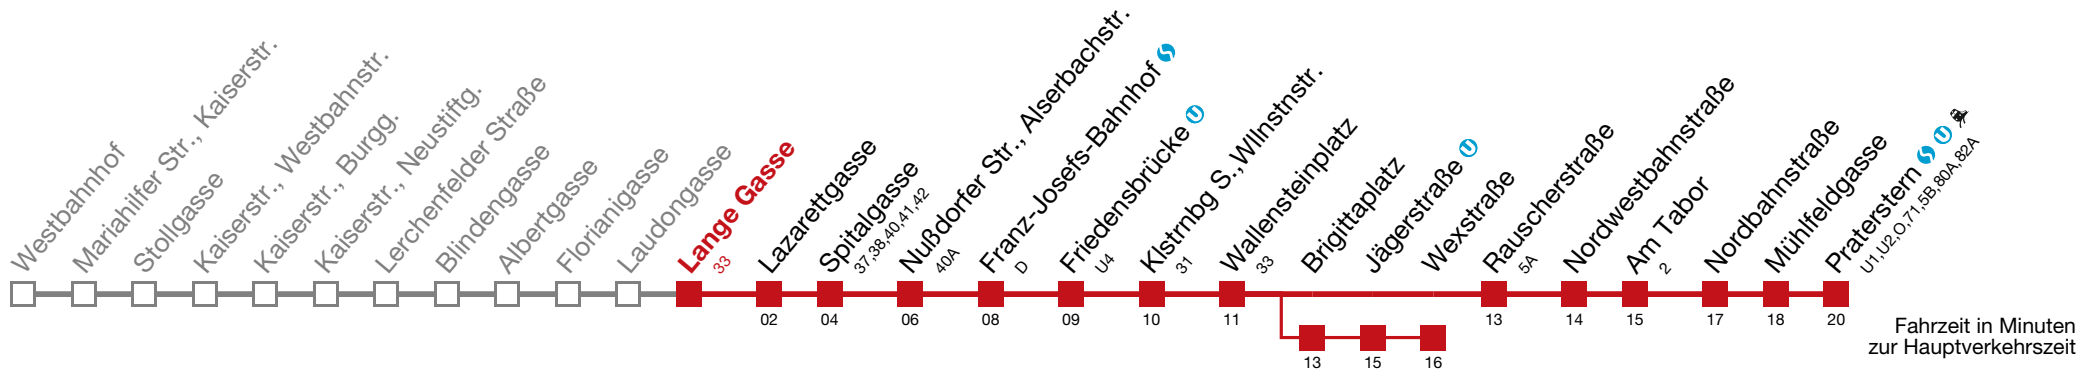 Westbahnhof
Mariahilfer Str., Kaiserstr.
Stollgasse
Kaiserstr., Westbahnstr.
Kaiserstr., Burgg.
Kaiserstr., Neustiftg.
Lerchenfelder Straße
Blindengasse
Albertgasse
Florianigasse
Laudongasse
Lange Gasse
33
Lazarettgasse
Spitalgasse
37,38,40,41,42
Nußdorfer Str., Alserbachstr.
40A
Franz-Josefs-Bahnhof S
D
Friedensbrücke U
U4
Klstrnbg S.,Wllnstnstr.
31
Wallensteinplatz
33
Brigittaplatz
Jägerstraße U
Wexstraße
Rauscherstraße
5A
Nordwestbahnstraße
Am Tabor
2
Nordbahnstraße
Mühlfeldgasse
Praterstern S U
U1,U2,O,71,5B,80A,82A
02 04 06 08 09 10 11 13 14 15 17 18 20
13 15 16
Fahrzeit in Minuten
zur Hauptverkehrszeit